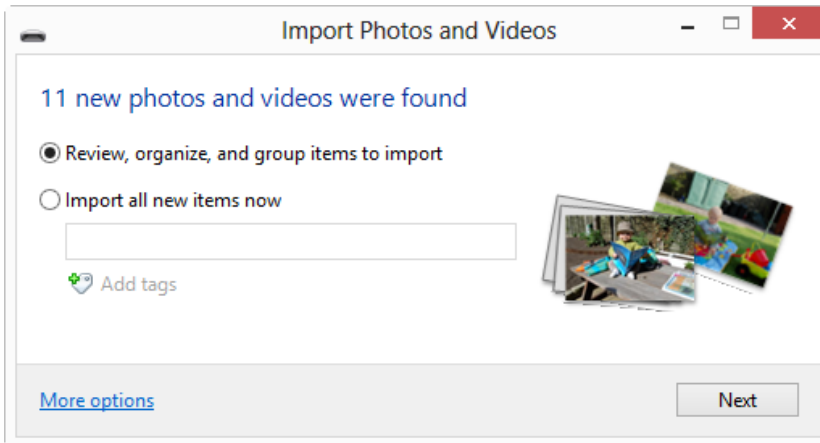 Import Photos and Videos
11 new photos and videos were found
Review, organize, and group items to import
Import all new items now
Add tags
More options
Next